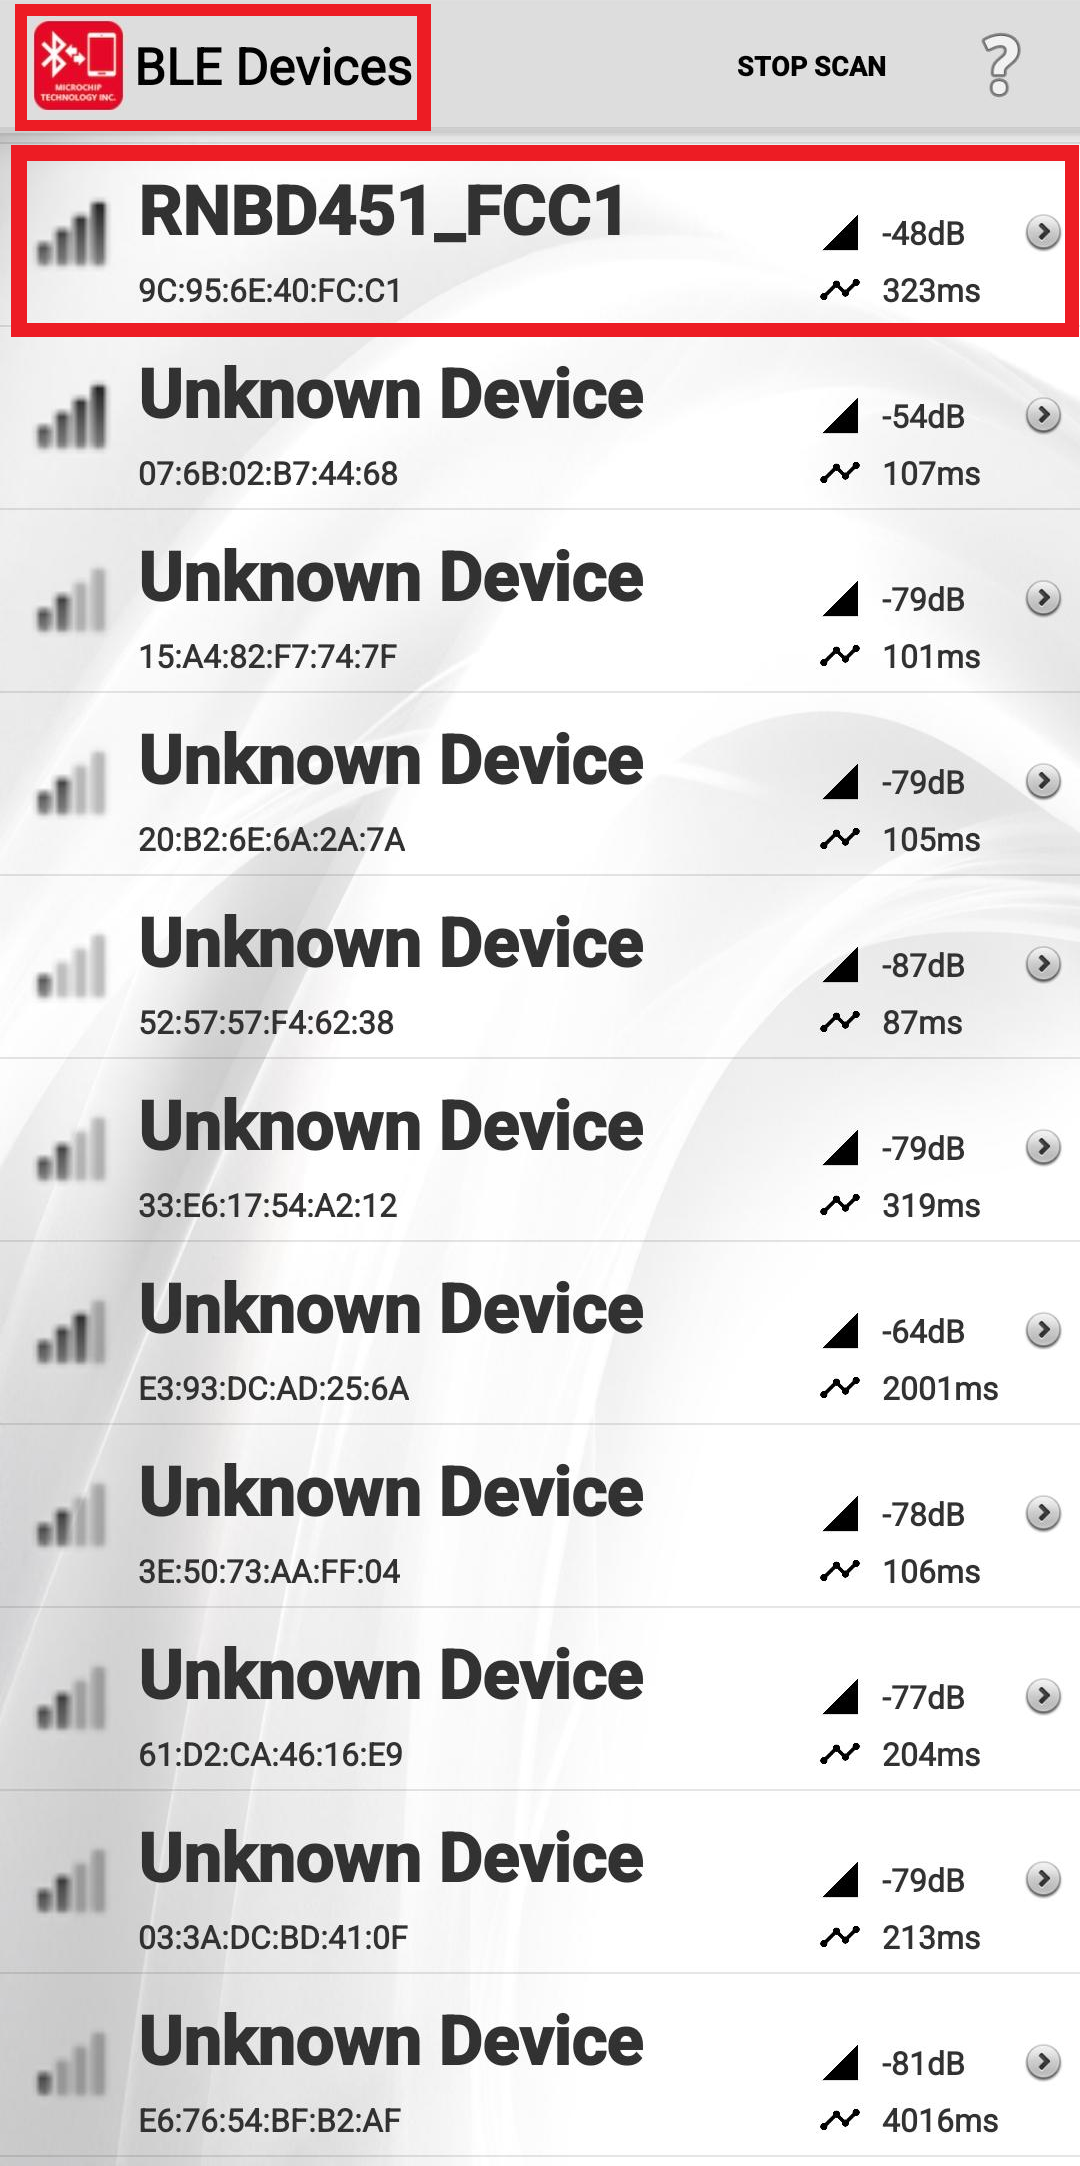 MICROCHIP
TECHNOLOGY INC.
BLE Devices
STOP SCAN
?
RNBD451_FCC1
-48dB
9C:95:6E:40:FC:C1
323ms
Unknown Device
-54dB
07:6B:02:B7:44:68
107ms
Unknown Device
-79dB
15:A4:82:F7:74:7F
101ms
Unknown Device
-79dB
20:B2:6E:6A:2A:7A
105ms
Unknown Device
-87dB
52:57:57:F4:62:38
87ms
Unknown Device
-79dB
33:E6:17:54:A2:12
319ms
Unknown Device
-64dB
E3:93:DC:AD:25:6A
2001ms
Unknown Device
-78dB
3E:50:73:AA:FF:04
106ms
Unknown Device
-77dB
61:D2:CA:46:16:E9
204ms
Unknown Device
-79dB
03:3A:DC:BD:41:0F
213ms
Unknown Device
-81dB
E6:76:54:BF:B2:AF
4016ms